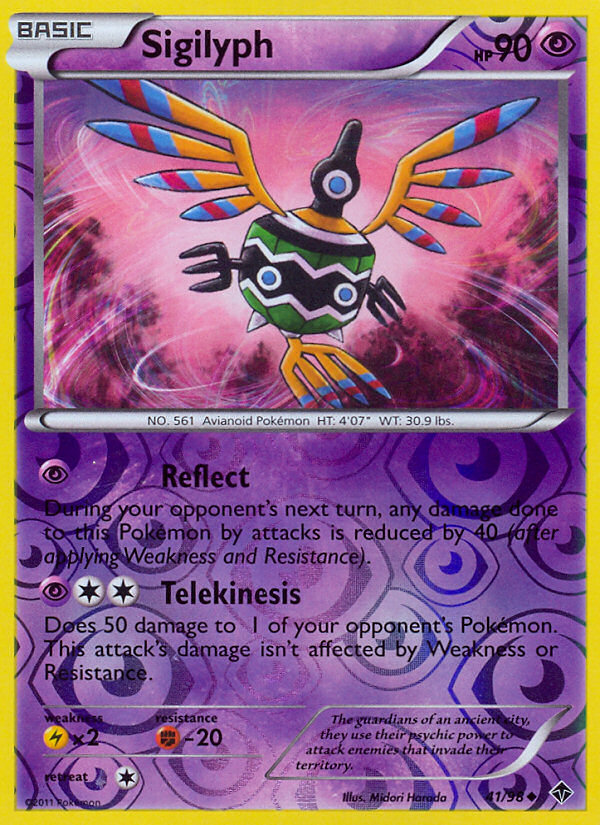 BASIC
Sigilyph
HP 90
NO. 561 Avianoid Pokémon HT: 4'07" WT: 30.9 lbs.
Reflect
During your opponent's next turn, any damage done
to this Pokémon by attacks is reduced by 40 (after
applying Weakness and Resistance).
Telekinesis
Does 50 damage to 1 of your opponent's Pokémon.
This attack's damage isn't affected by Weakness or
Resistance.
weakness
×2
resistance
-20
The guardians of an ancient city,
they use their psychic power to
attack enemies that invade their
territory.
retreat
©2011 Pokémon
Illus. Midori Harada
41/98